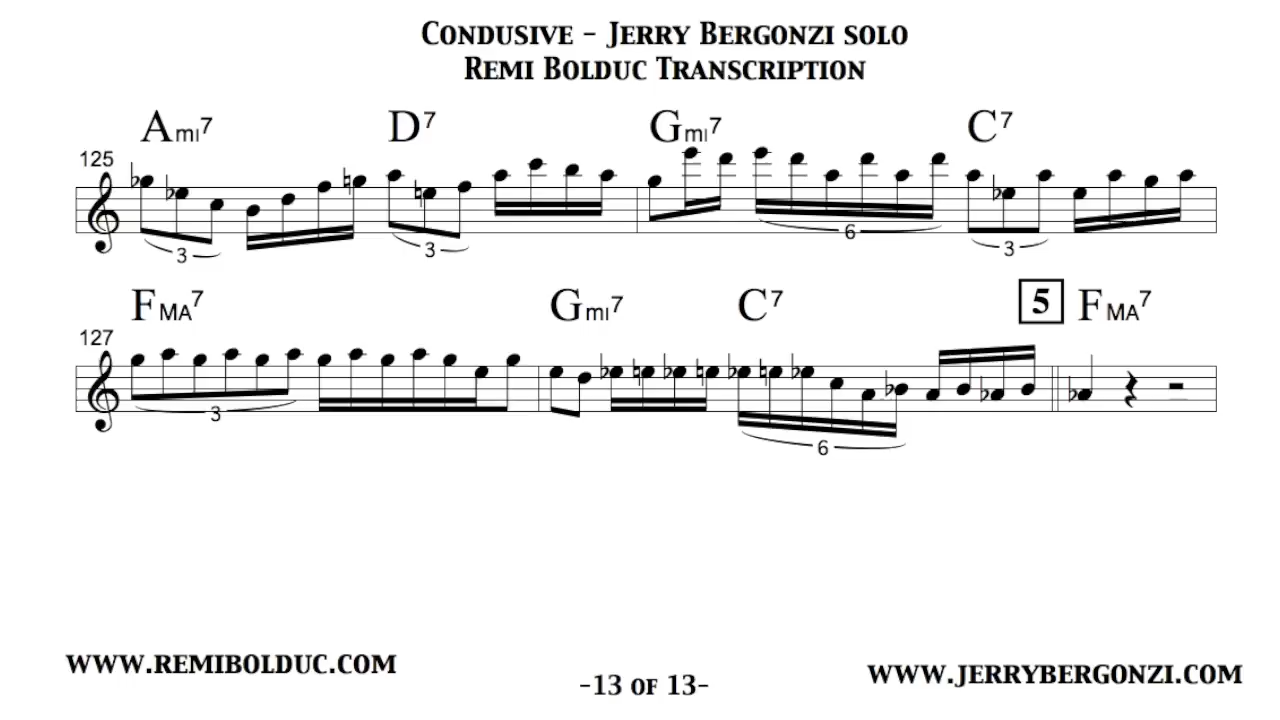 Condusive - Jerry Bergonzi solo
Remi Bolduc Transcription
Ami7 D7 Gmi7 C7
125
3 3 6 3
FMA7 Gmi7 C7 5 FMA7
127
3 6
www.remibolduc.com
-13 of 13-
www.jerrybergonzi.com